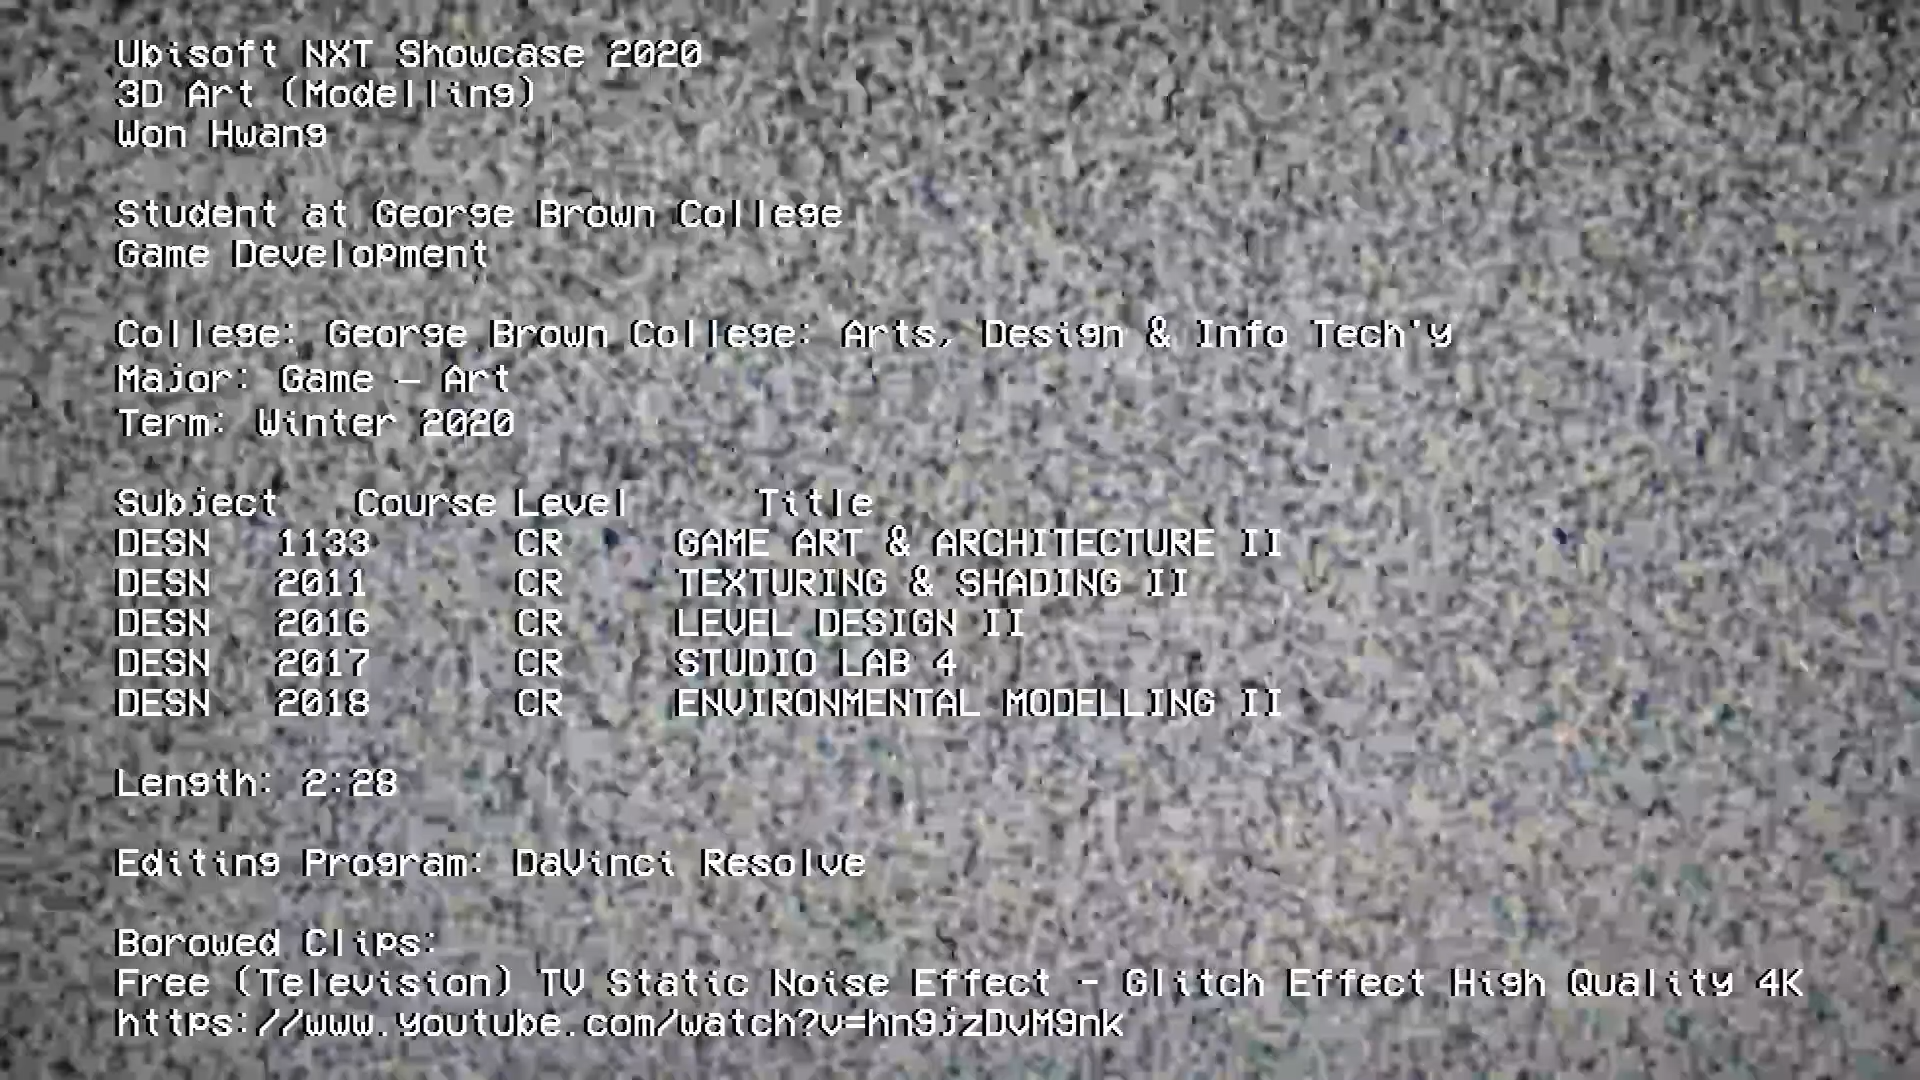 Ubisoft NXT Showcase 2020
3D Art (Modelling)
Won Hwang
Student at George Brown College
Game Development
College: George Brown College: Arts, Design & Info Tech'y
Major: Game – Art
Term: Winter 2020
Subject Course Level Title
DESN 1133 CR GAME ART & ARCHITECTURE II
DESN 2011 CR TEXTURING & SHADING II
DESN 2016 CR LEVEL DESIGN II
DESN 2017 CR STUDIO LAB 4
DESN 2018 CR ENVIRONMENTAL MODELLING II
Length: 2:28
Editing Program: DaVinci Resolve
Borowed Clips:
Free (Television) TV Static Noise Effect - Glitch Effect High Quality 4K
https://www.youtube.com/watch?v=hn9jzDvM9nk